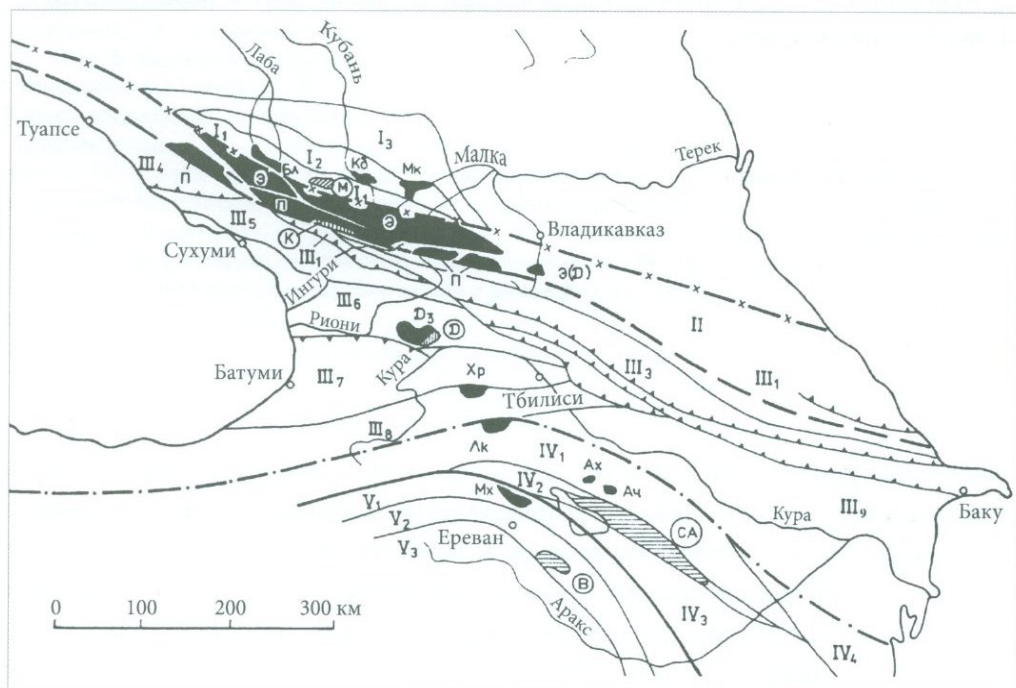 Лаба
Кубань
Туапсе
I₁
I₂
I₃
Бл
Кб
Мк
Малка
Терек
М
I₁
III₄
П
Э
П
Э
Владикавказ
III₅
К
III₁
П
Э(D)
Сухуми
Ингури
II
III₆
Риони
D₃
D
III₃
III₁
Батуми
III₇
Кура
Хр
Тбилиси
III₈
Лк
IV₁
Ах
Ач
IV₂
Мх
III₉
Баку
Кура
V₁
V₂
V₃
Ереван
СА
В
Аракс
IV₃
IV₄
0 100 200 300 км